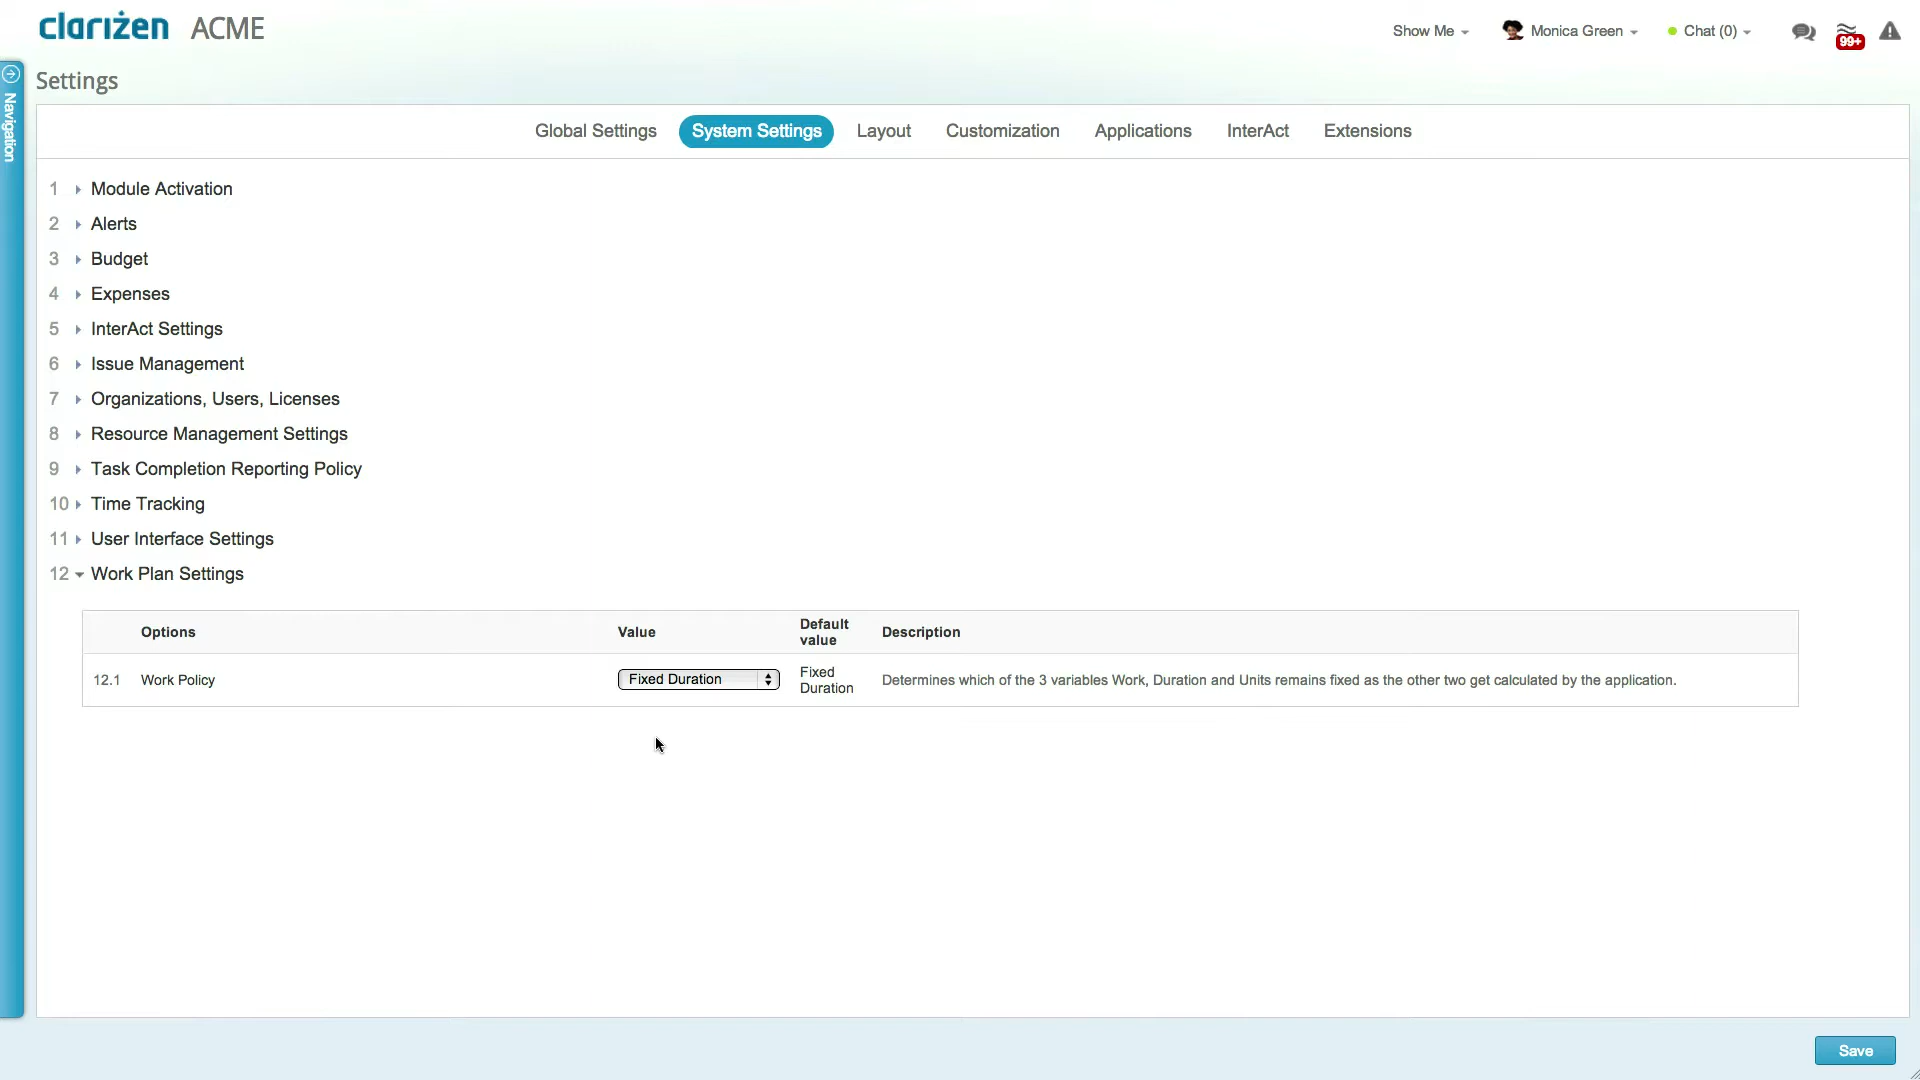 clarizen ACME
Show Me
Monica Green
Chat (0)
99+
Navigation
Settings
Global Settings
System Settings
Layout
Customization
Applications
InterAct
Extensions
1 Module Activation
2 Alerts
3 Budget
4 Expenses
5 InterAct Settings
6 Issue Management
7 Organizations, Users, Licenses
8 Resource Management Settings
9 Task Completion Reporting Policy
10 Time Tracking
11 User Interface Settings
12 Work Plan Settings
Options
Value
Default
value
Description
12.1 Work Policy
Fixed Duration
Fixed
Duration
Determines which of the 3 variables Work, Duration and Units remains fixed as the other two get calculated by the application.
Save